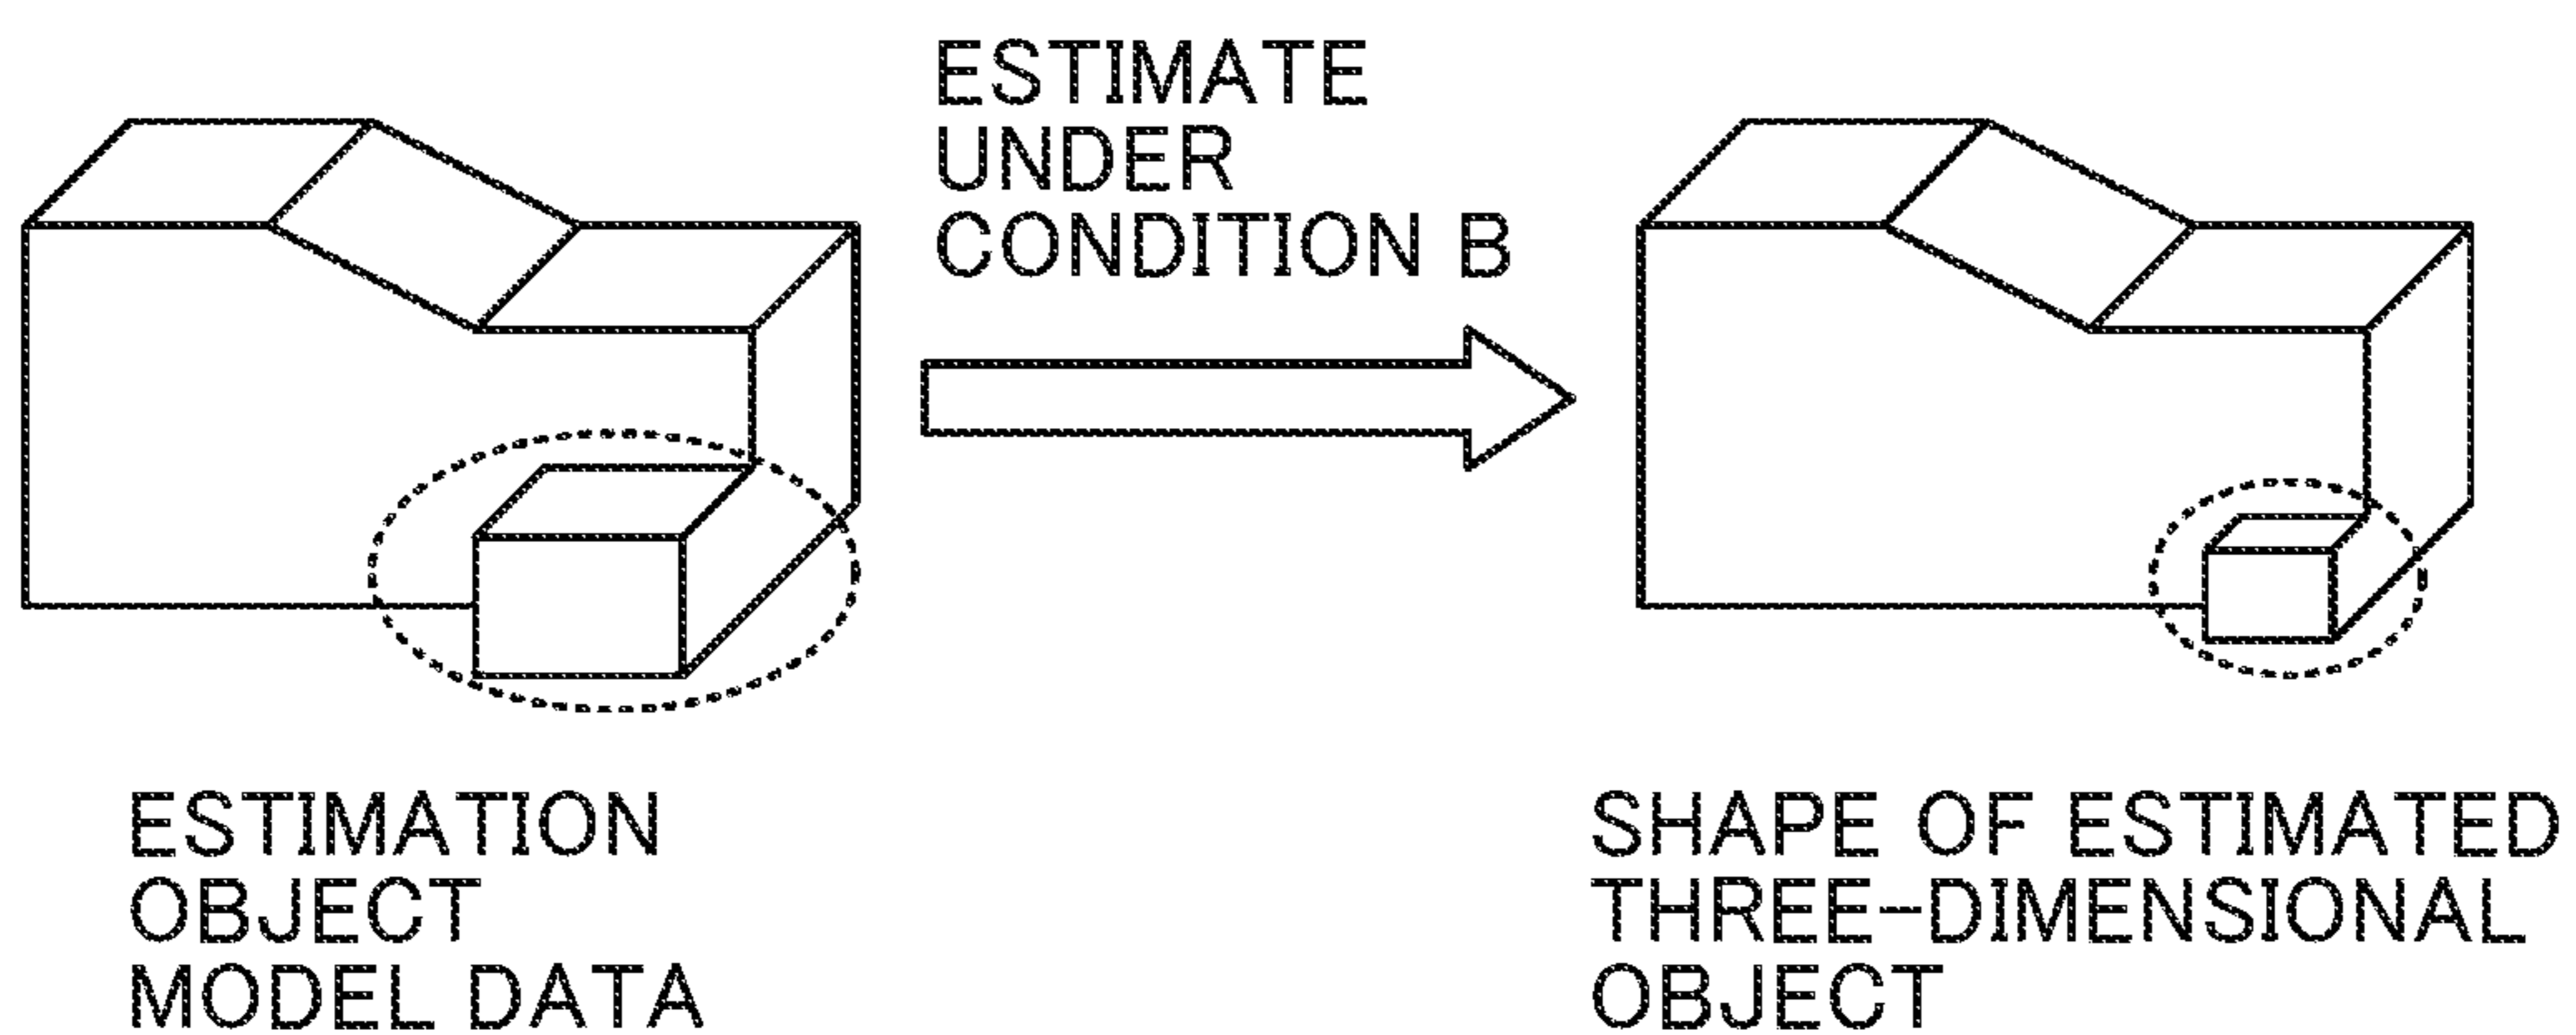 ESTIMATE
UNDER
CONDITION B
ESTIMATION
OBJECT
MODEL DATA
SHAPE OF ESTIMATED
THREE-DIMENSIONAL
OBJECT